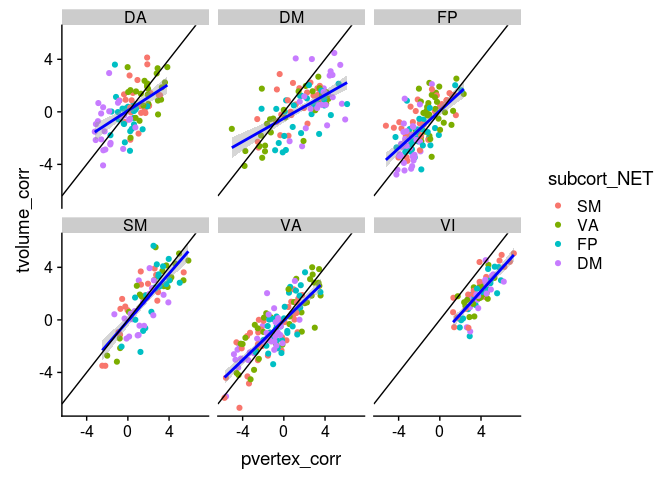 DA DM FP
4
0
-4
SM VA VI
4
0
-4
-4 0 4 -4 0 4 -4 0 4
pvertex_corr
tvolume_corr
subcort_NET
SM
VA
FP
DM